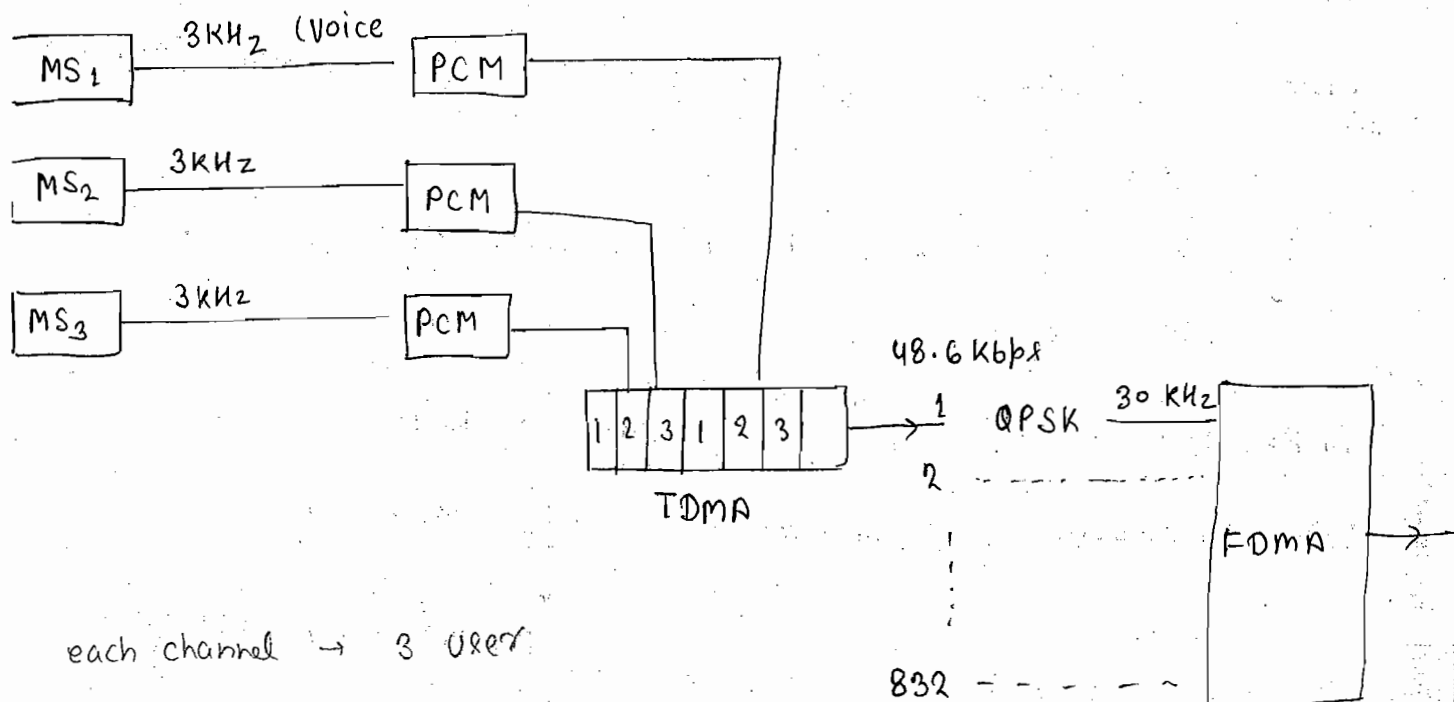 3KHz (Voice
MS1 PCM
3KHz
MS2 PCM
3KHz
MS3 PCM
48.6 Kbps
1 2 3 1 2 3
1 QPSK 30 KHz
2
TDMA
FDMA
each channel → 3 User
832